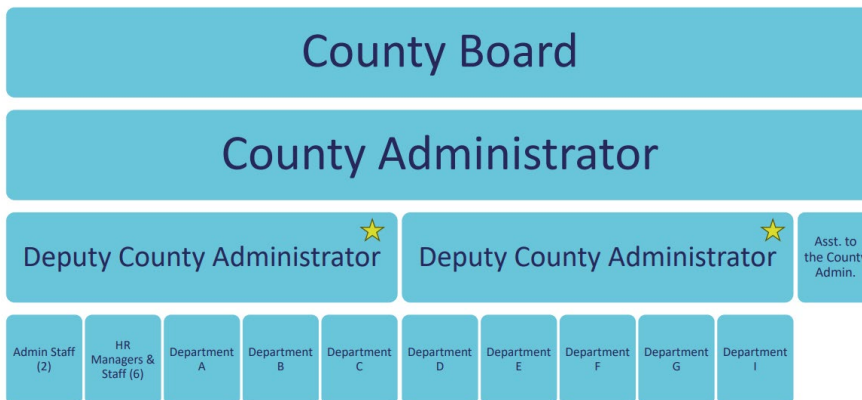 County Board
County Administrator
Deputy County Administrator
Deputy County Administrator
Asst. to
the County
Admin.
Admin Staff
(2)
HR
Managers &
Staff (6)
Department
A
Department
B
Department
C
Department
D
Department
E
Department
F
Department
G
Department
I